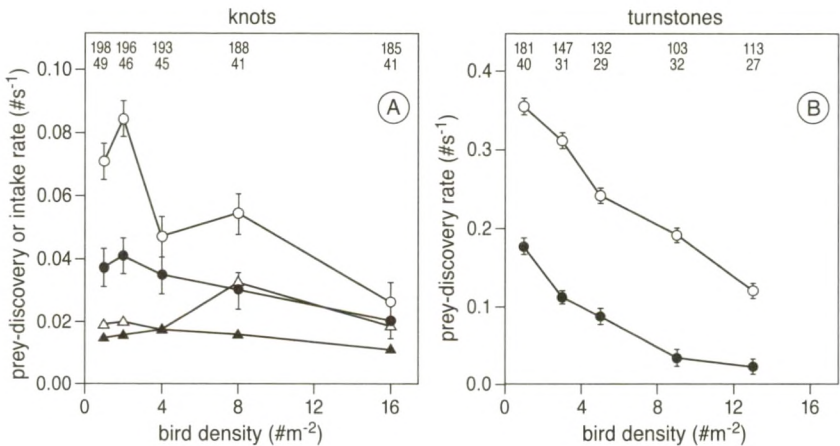 knots
198 196 193 188 185
49 46 45 41 41
A
0.10
0.08
0.06
0.04
0.02
0.00
prey-discovery or intake rate (#s-1)
0 4 8 12 16
bird density (#m-2)
turnstones
181 147 132 103 113
40 31 29 32 27
B
0.4
0.3
0.2
0.1
0.0
prey-discovery rate (#s-1)
0 4 8 12 16
bird density (#m-2)